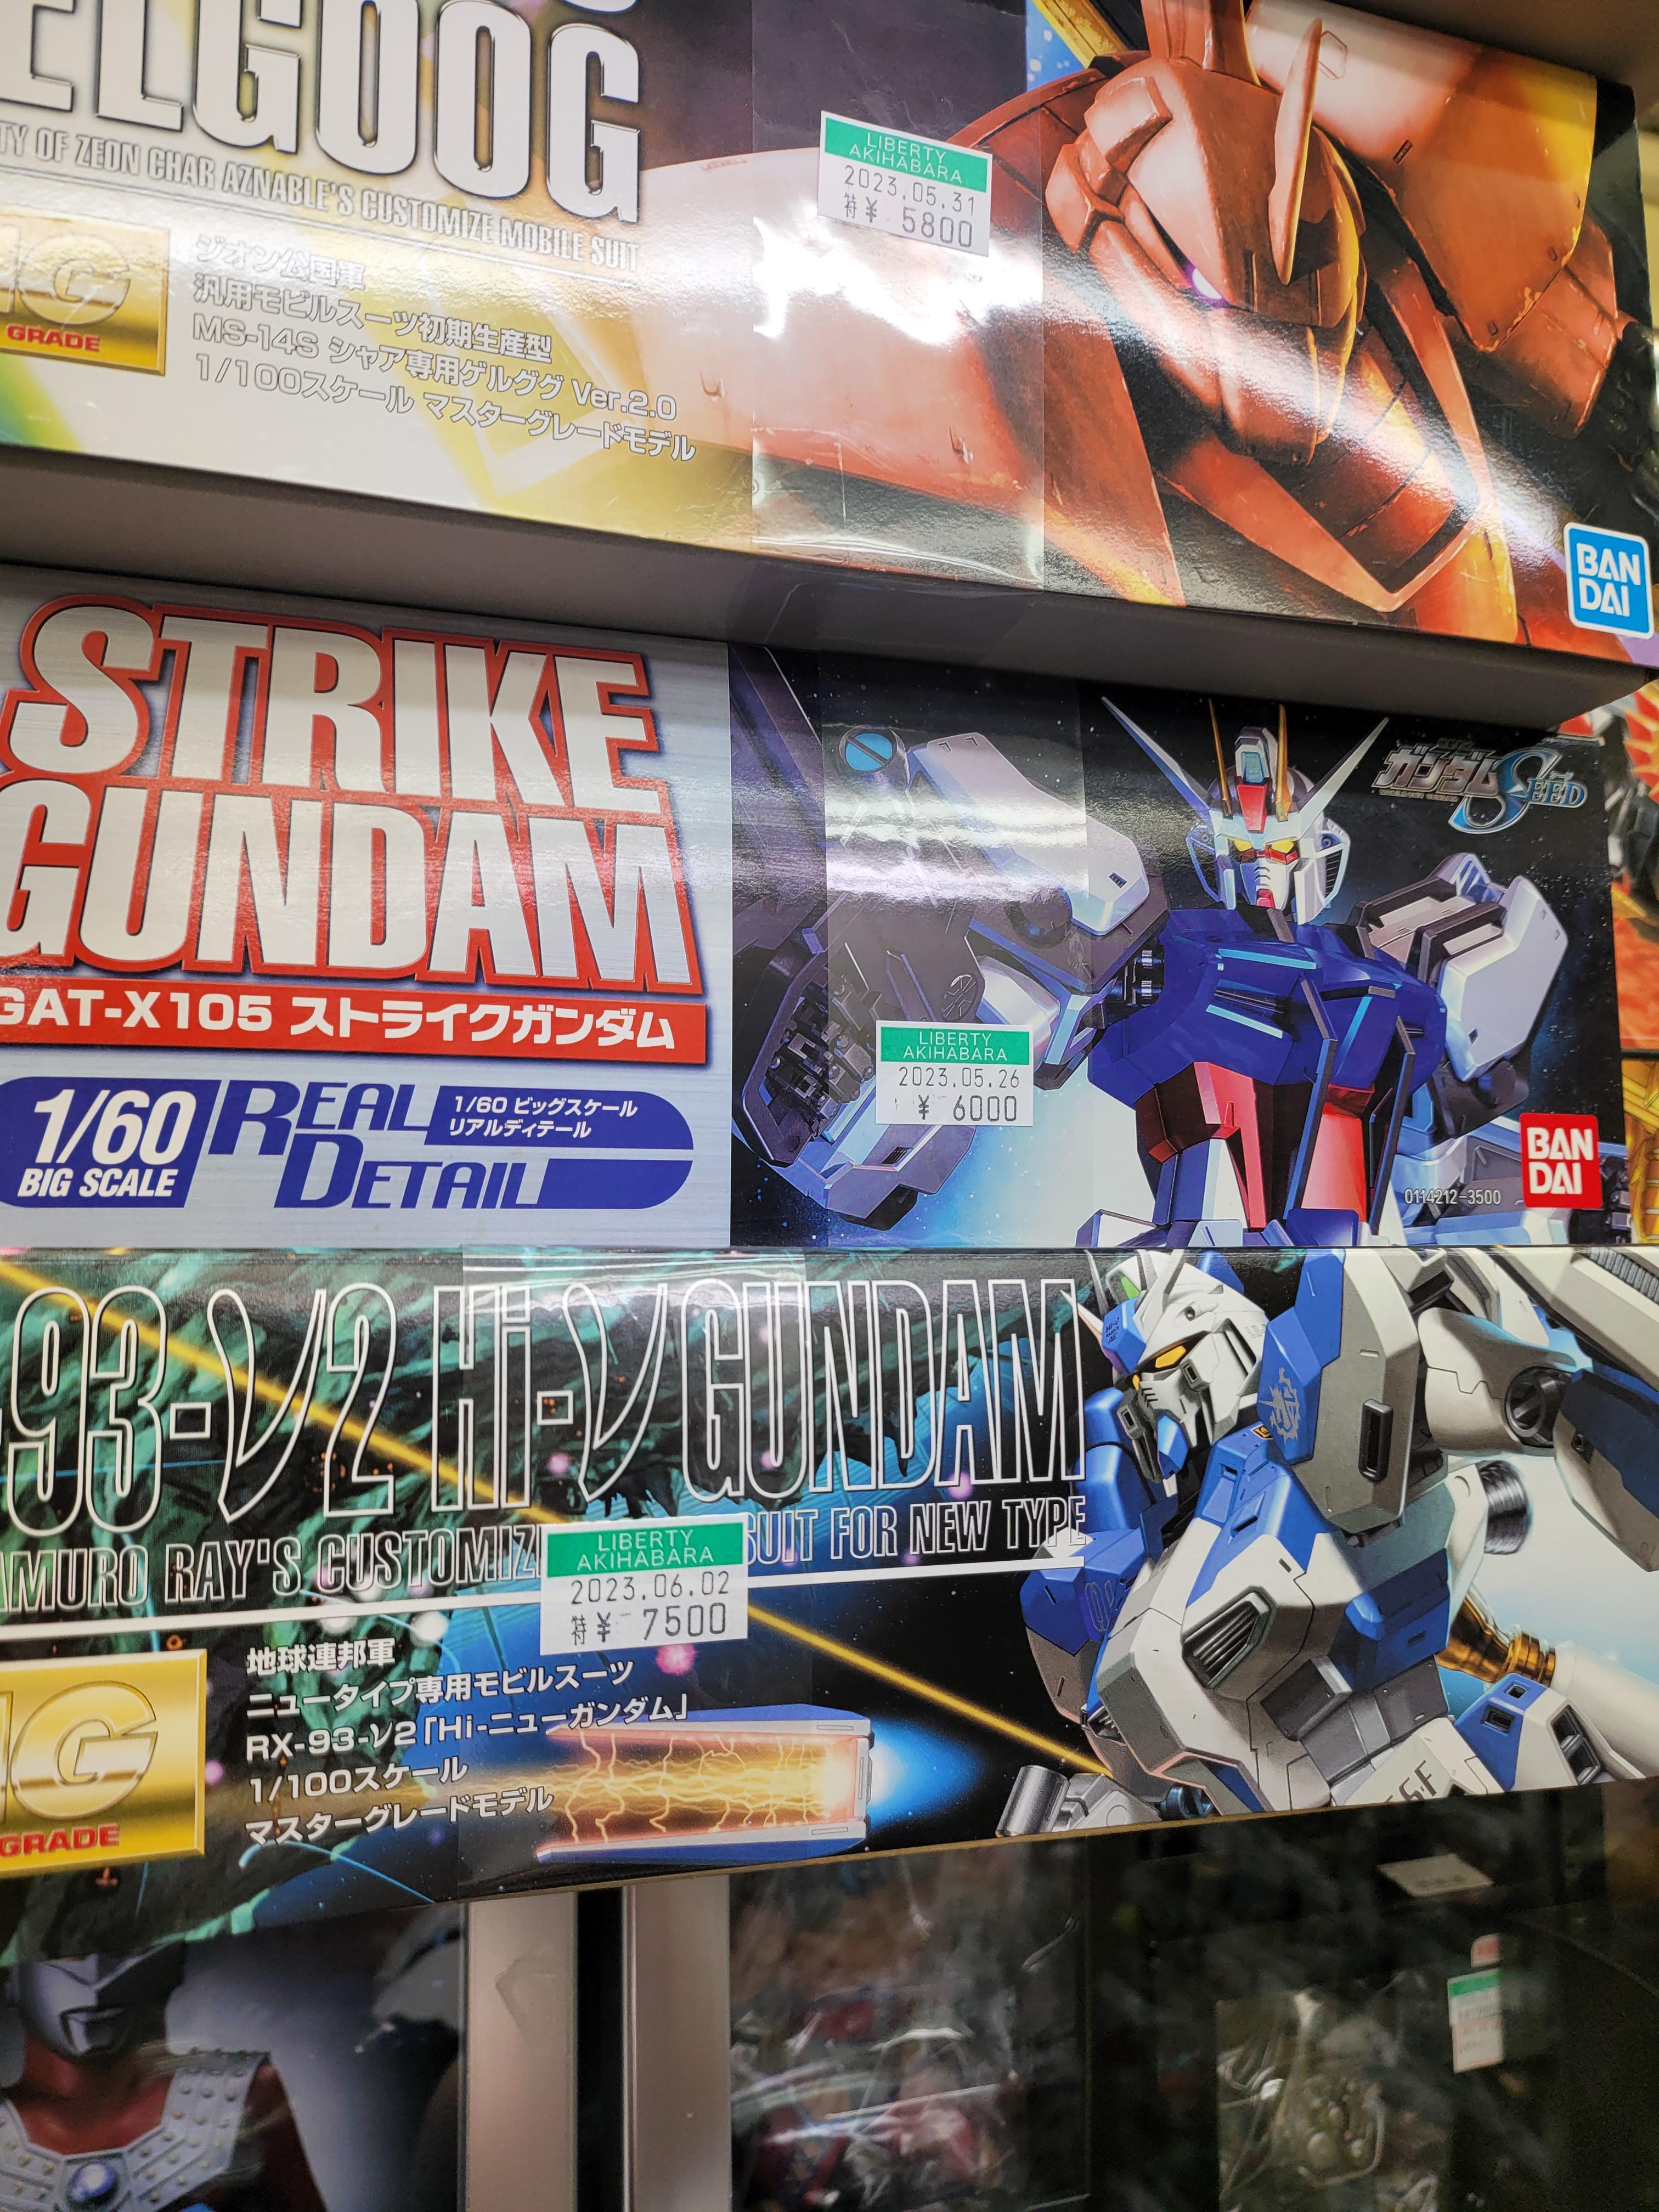 ELGOOG
TY OF ZEON CHAR AZNABLE'S CUSTOMIZE MOBILE SUIT
GRADE
ジオン公国軍
汎用モビルスーツ初期生産型
MS-14S シャア専用ゲルググ Ver.2.0
1/100スケール マスターグレードモデル
LIBERTY
AKIHABARA
2023.05.31
特¥ 5800
BAN
DAI
STRIKE
GUNDAM
GAT-X105 ストライクガンダム
1/60
BIG SCALE
REAL
DETAIL
1/60 ビッグスケール
リアルディテール
ガンダムSEED
LIBERTY
AKIHABARA
2023.05.26
¥ 6000
0114212-3500
BAN
DAI
-93-ν2 Hi-ν GUNDAM
AMURO RAY'S CUSTOMIZ SUIT FOR NEW TYPE
LIBERTY
AKIHABARA
2023.06.02
特¥ 7500
G
GRADE
地球連邦軍
ニュータイプ専用モビルスーツ
RX-93-ν2「Hi-ニューガンダム」
1/100スケール
マスターグレードモデル